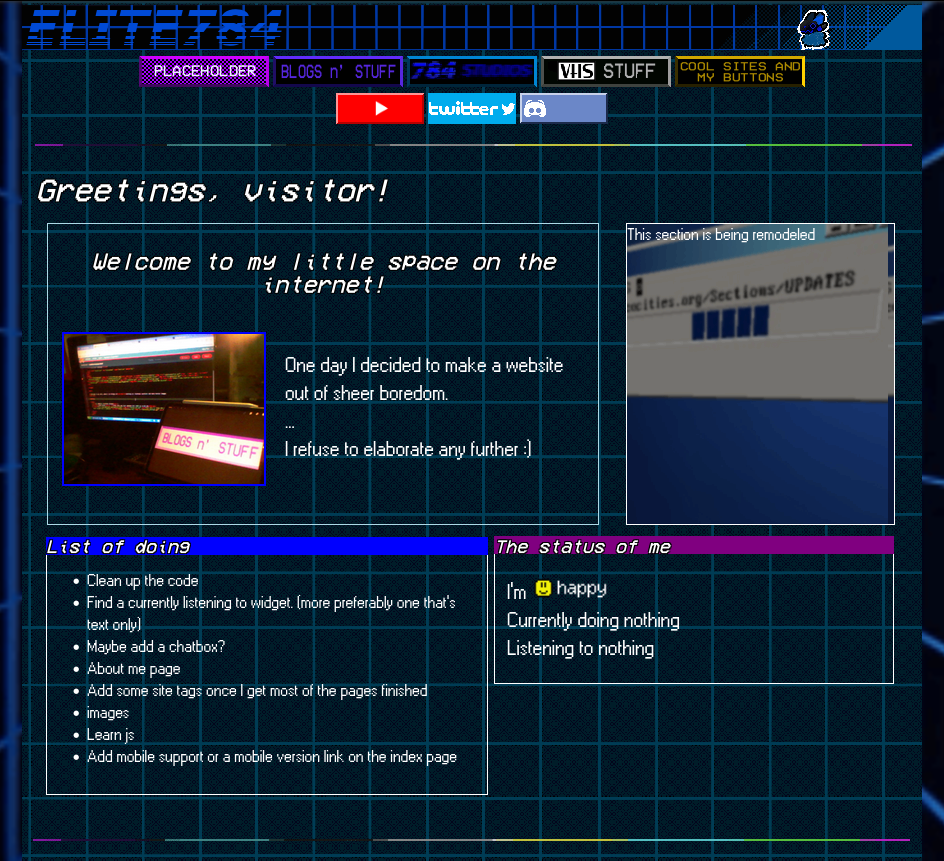 ELITE784
PLACEHOLDER
BLOGS n' STUFF
784 STUDIOS
VHS STUFF
COOL SITES AND
MY BUTTONS
twitter
Greetings, visitor!
Welcome to my little space on the
internet!
This section is being remodeled
ocities.org/Sections/UPDATES
One day I decided to make a website
out of sheer boredom.
...
I refuse to elaborate any further :)
BLOGS n' STUFF
List of doing
Clean up the code
Find a currently listening to widget. (more preferably one that's
text only)
Maybe add a chatbox?
About me page
Add some site tags once I get most of the pages finished
images
Learn js
Add mobile support or a mobile version link on the index page
The status of me
I'm happy
Currently doing nothing
Listening to nothing